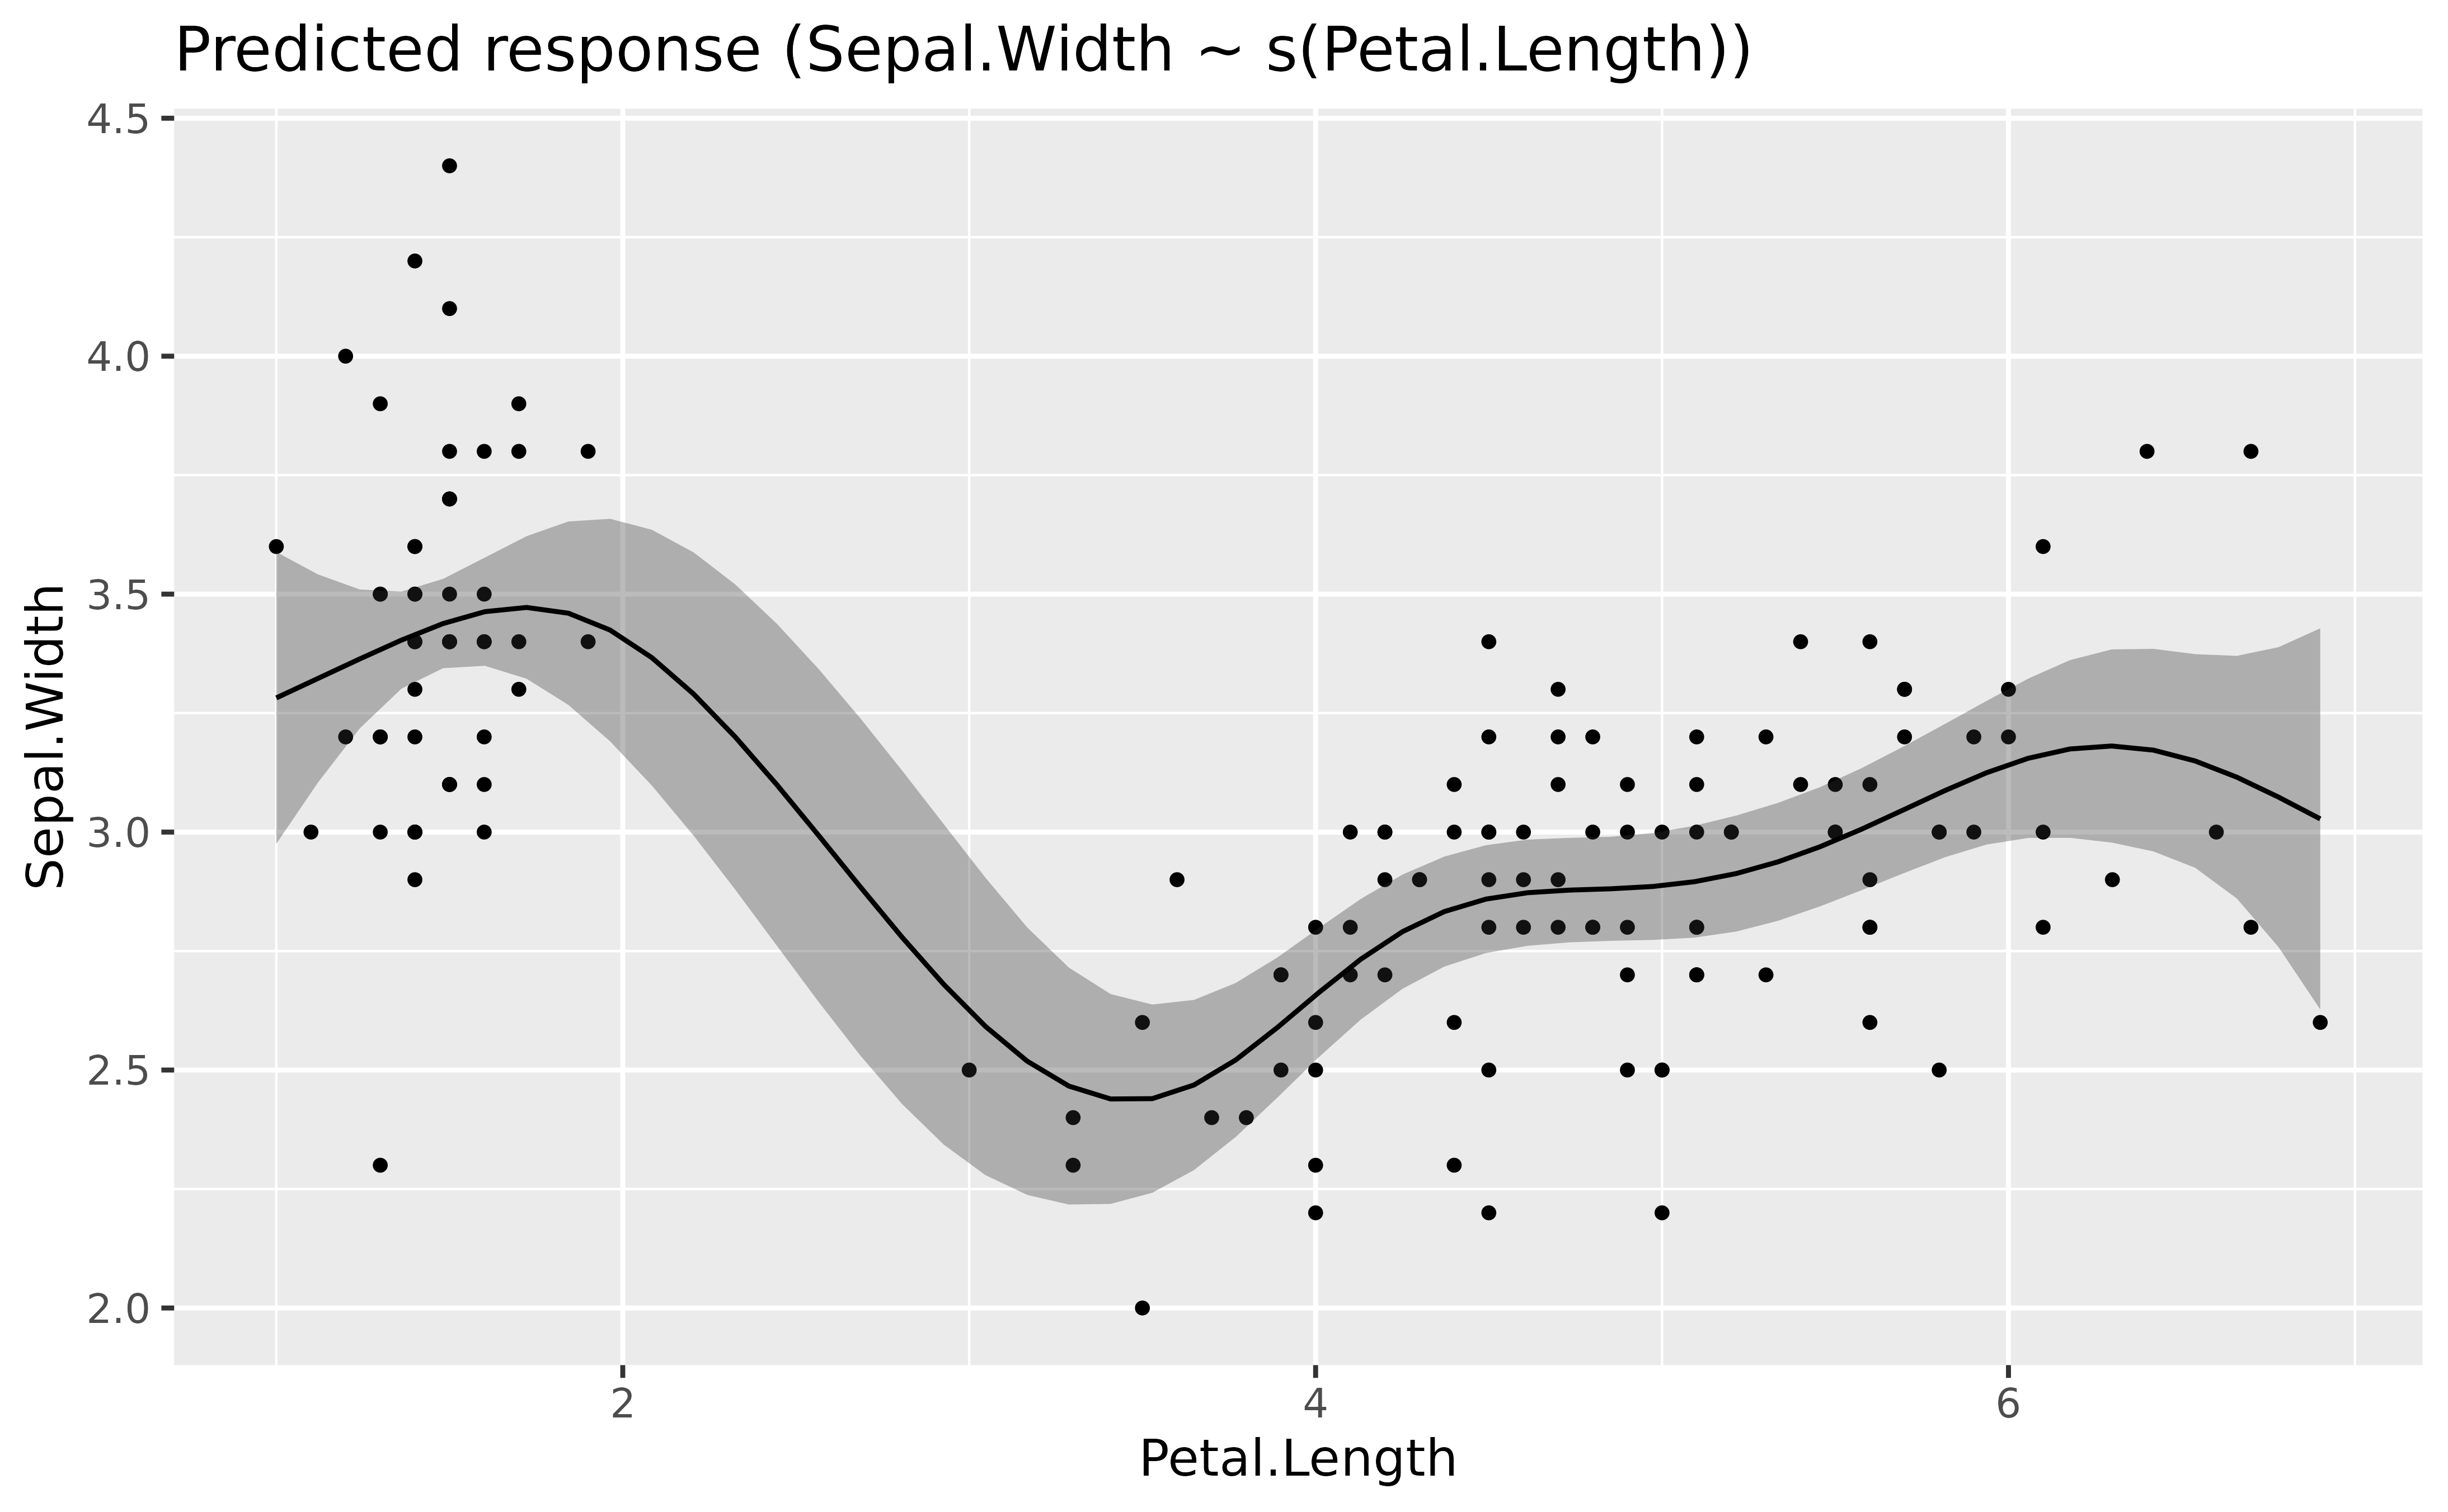 Predicted response (Sepal.Width ~ s(Petal.Length))
4.5
4.0
3.5
3.0
2.5
2.0
Sepal.Width
2 4 6
Petal.Length